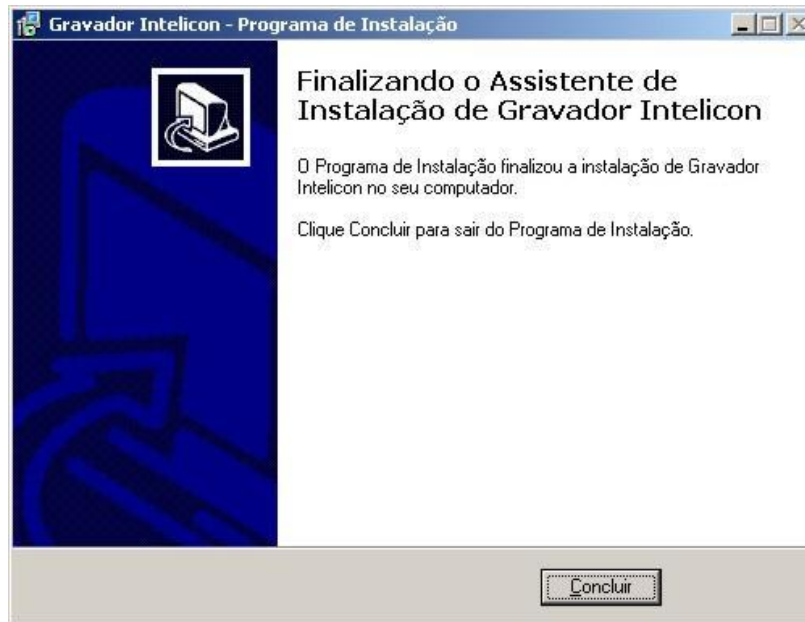 Gravador Intelicon - Programa de Instalação
Finalizando o Assistente de
Instalação de Gravador Intelicon
O Programa de Instalação finalizou a instalação de Gravador
Intelicon no seu computador.
Clique Concluir para sair do Programa de Instalação.
Concluir